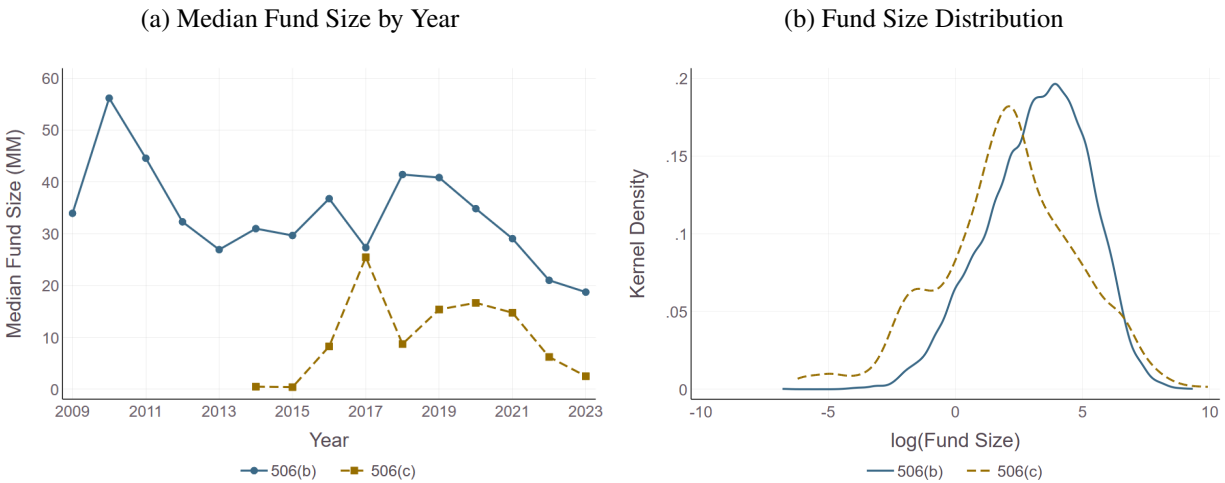 (a) Median Fund Size by Year
Median Fund Size (MM)
60
50
40
30
20
10
0
2009 2011 2013 2015 2017 2019 2021 2023
Year
506(b) 506(c)
(b) Fund Size Distribution
Kernel Density
.2
.15
.1
.05
0
-10 -5 0 5 10
log(Fund Size)
506(b) 506(c)